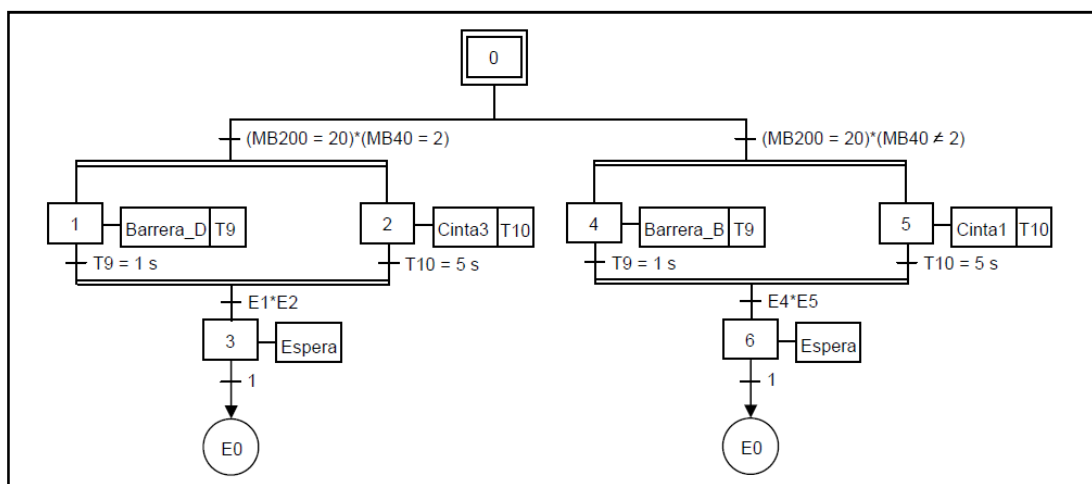 0
(MB200 = 20)*(MB40 = 2)
(MB200 = 20)*(MB40 ≠ 2)
1
Barrera_D T9
2
Cinta3 T10
4
Barrera_B T9
5
Cinta1 T10
T9 = 1 s
T10 = 5 s
T9 = 1 s
T10 = 5 s
E1*E2
E4*E5
3
Espera
6
Espera
1
1
E0
E0